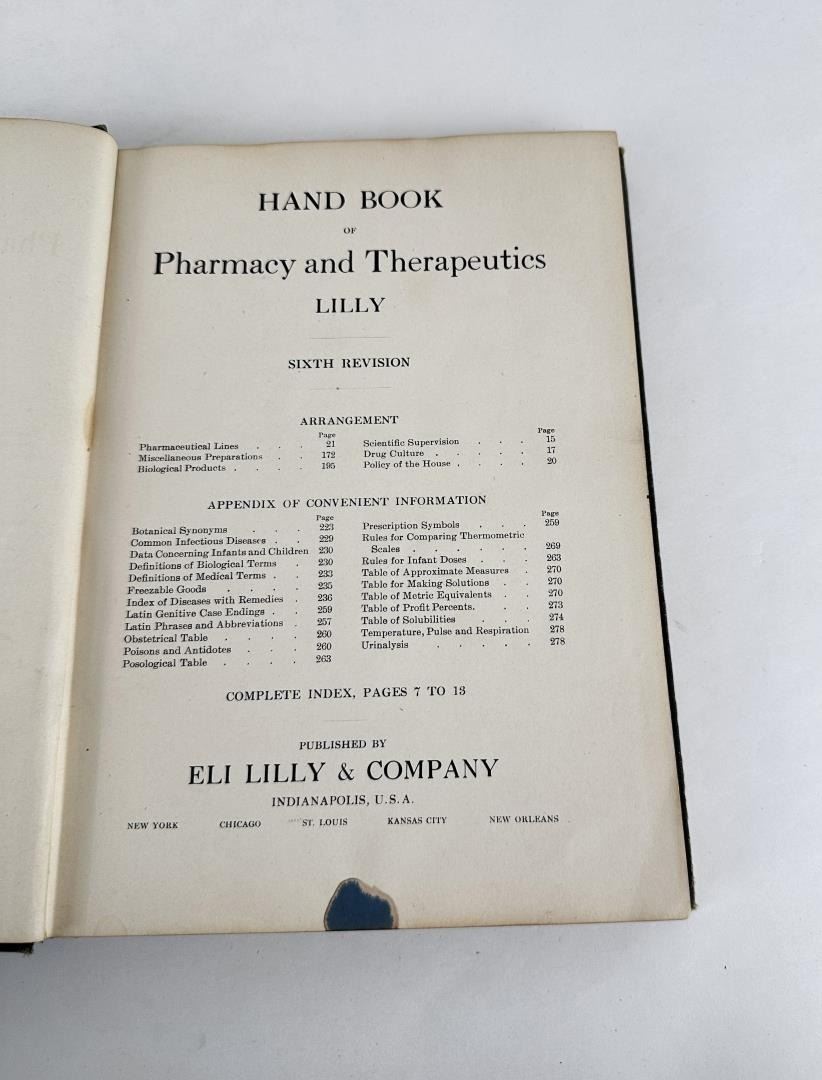 HAND BOOK
OF
Pharmacy and Therapeutics
LILLY
SIXTH REVISION
ARRANGEMENT
Page
Pharmaceutical Lines . . . 21
Miscellaneous Preparations . . 172
Biological Products . . . . 195
Page
Scientific Supervision . . . 15
Drug Culture . . . . . 17
Policy of the House . . . . 20
APPENDIX OF CONVENIENT INFORMATION
Page
Botanical Synonyms . . . 223
Common Infectious Diseases . . 229
Data Concerning Infants and Children 230
Definitions of Biological Terms . 230
Definitions of Medical Terms . . 233
Freezable Goods . . . . 235
Index of Diseases with Remedies . 236
Latin Genitive Case Endings . . 259
Latin Phrases and Abbreviations . 257
Obstetrical Table . . . . 260
Poisons and Antidotes . . . 260
Posological Table . . . . 263
Page
Prescription Symbols . . . 259
Rules for Comparing Thermometric
Scales . . . . . . 269
Rules for Infant Doses . . . 263
Table of Approximate Measures . 270
Table for Making Solutions . . 270
Table of Metric Equivalents . . 270
Table of Profit Percents. . . 273
Table of Solubilities . . . 274
Temperature, Pulse and Respiration 278
Urinalysis . . . . . 278
COMPLETE INDEX, PAGES 7 TO 13
PUBLISHED BY
ELI LILLY & COMPANY
INDIANAPOLIS, U.S.A.
NEW YORK CHICAGO ST. LOUIS KANSAS CITY NEW ORLEANS